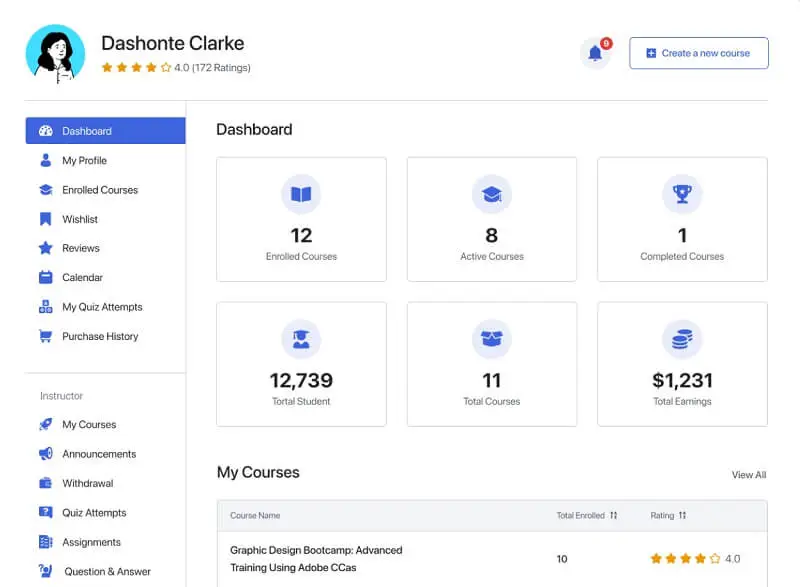 Dashonte Clarke
4.0 (172 Ratings)
9
Create a new course
Dashboard
My Profile
Enrolled Courses
Wishlist
Reviews
Calendar
My Quiz Attempts
Purchase History
Instructor
My Courses
Announcements
Withdrawal
Quiz Attempts
Assignments
Question & Answer
Dashboard
12
Enrolled Courses
8
Active Courses
1
Completed Courses
12,739
Tortal Student
11
Total Courses
$1,231
Total Earnings
My Courses
View All
Course Name
Total Enrolled
Rating
Graphic Design Bootcamp: Advanced
Training Using Adobe CCas
10
4.0